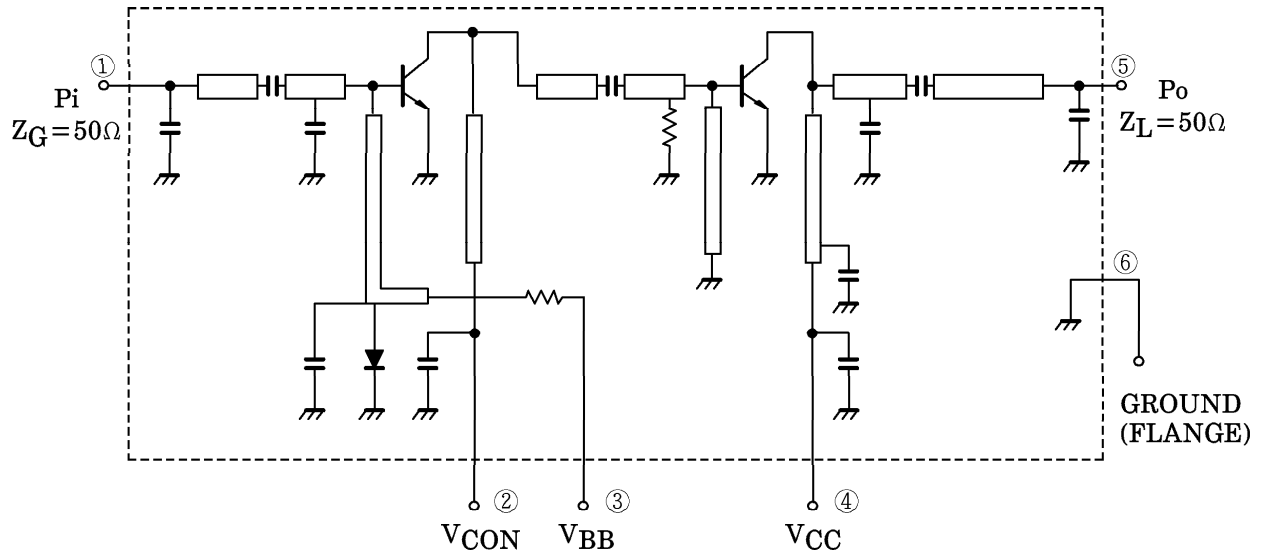 ①
Pi
ZG=50Ω
⑤
Po
ZL=50Ω
⑥
GROUND
(FLANGE)
②
VCON
③
VBB
④
VCC